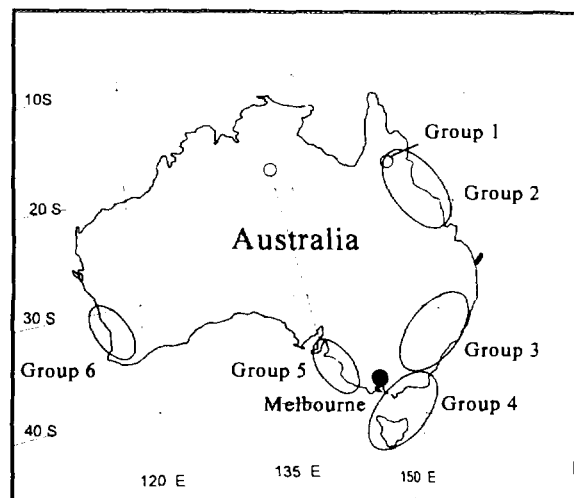 10S
Group 1
20 S
Group 2
Australia
30 S
Group 6
Group 5
Group 3
Melbourne
Group 4
40 S
120 E
135 E
150 E